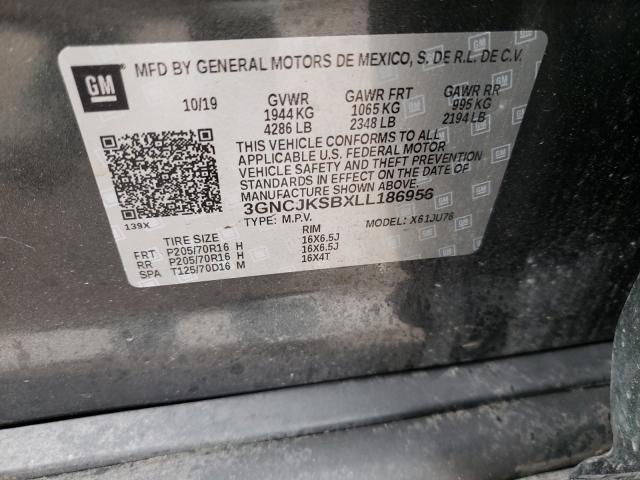 GM
MFD BY GENERAL MOTORS DE MEXICO, S. DE R.L. DE C.V.
10/19 GVWR GAWR FRT GAWR RR
1944 KG 1065 KG 995 KG
4286 LB 2348 LB 2194 LB
THIS VEHICLE CONFORMS TO ALL
APPLICABLE U.S. FEDERAL MOTOR
VEHICLE SAFETY AND THEFT PREVENTION
STANDARDS IN EFFECT ON THE DATE OF
MANUFACTURE SHOWN ABOVE.
3GNCJKSBXLL186956
139X TYPE: M.P.V. MODEL: X61JU76
TIRE SIZE RIM
FRT P205/70R16 H 16X6.5J
RR P205/70R16 H 16X6.5J
SPA T125/70D16 M 16X4T